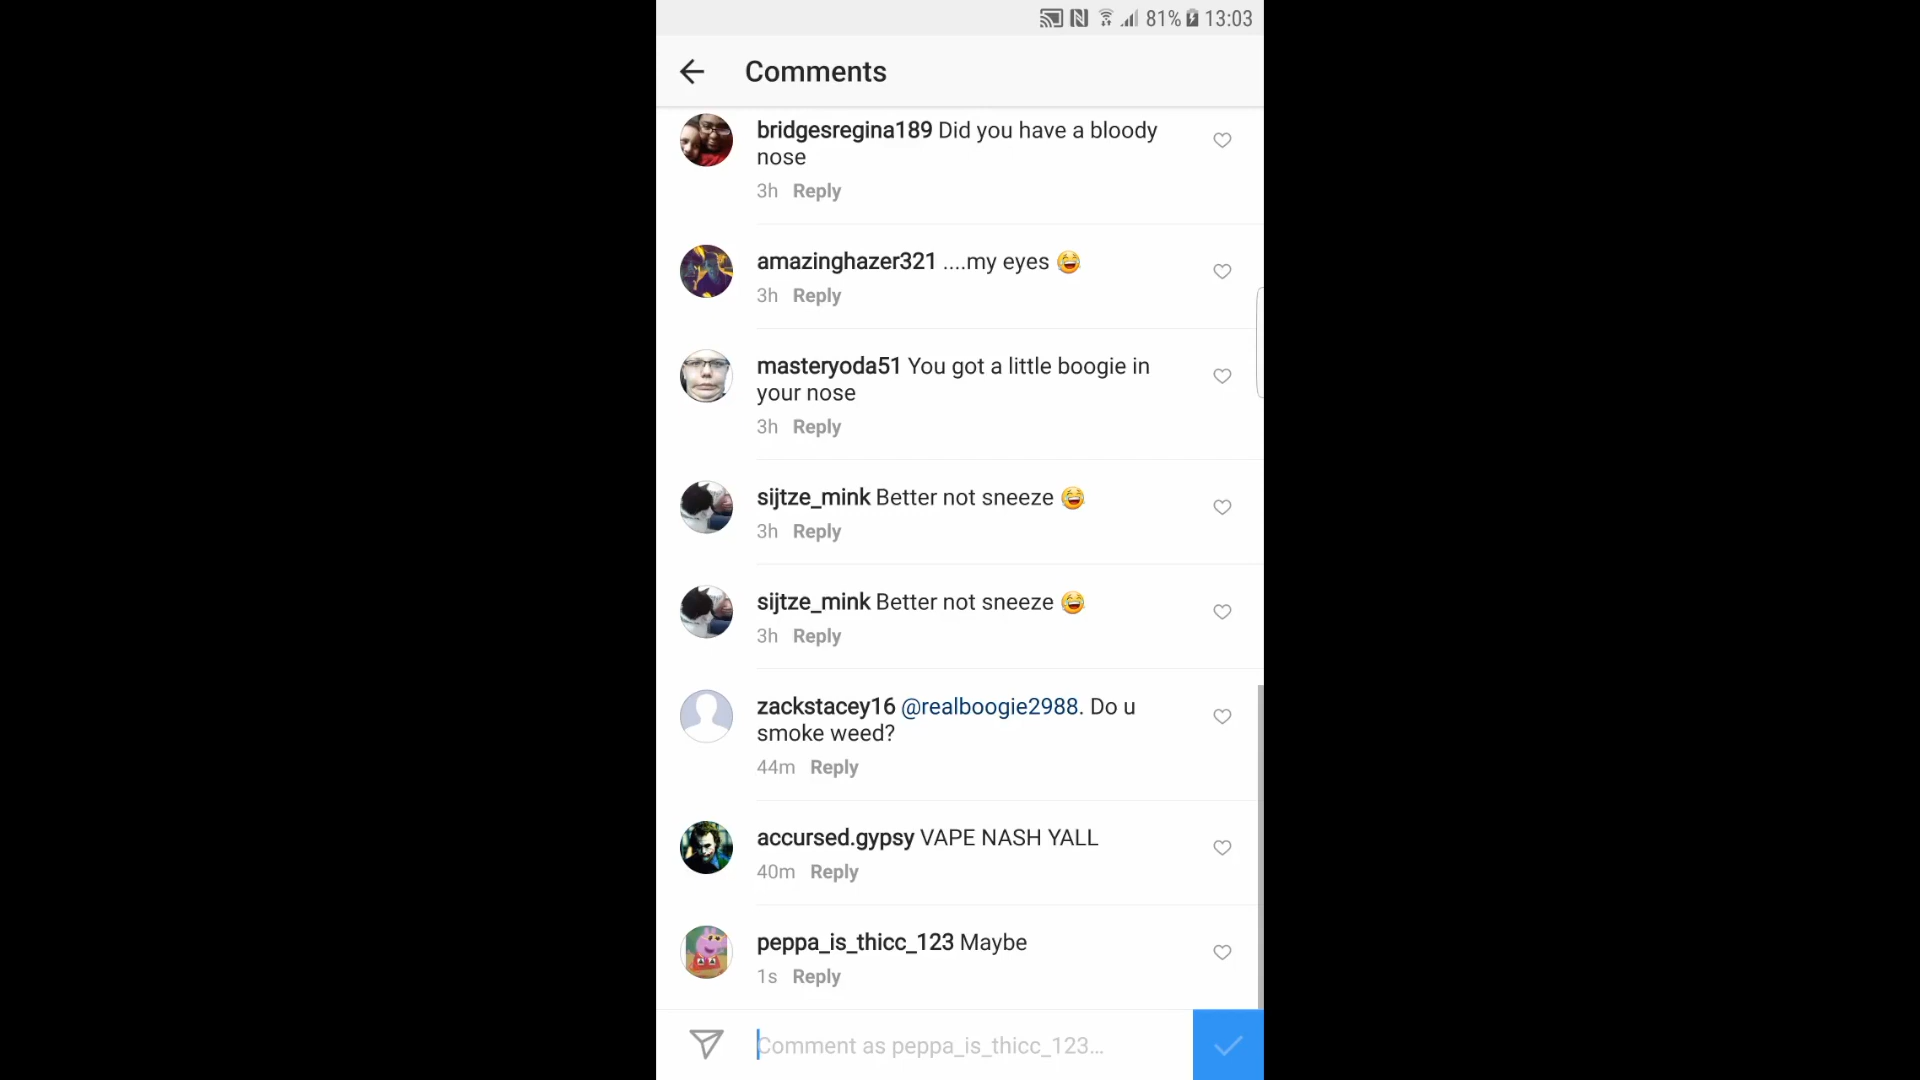 81% 13:03
Comments
bridgesregina189 Did you have a bloody
nose
3h Reply
amazinghazer321 ....my eyes 😂
3h Reply
masteryoda51 You got a little boogie in
your nose
3h Reply
sijtze_mink Better not sneeze 😂
3h Reply
sijtze_mink Better not sneeze 😂
3h Reply
zackstacey16 @realboogie2988. Do u
smoke weed?
44m Reply
accursed.gypsy VAPE NASH YALL
40m Reply
peppa_is_thicc_123 Maybe
1s Reply
Comment as peppa_is_thicc_123...